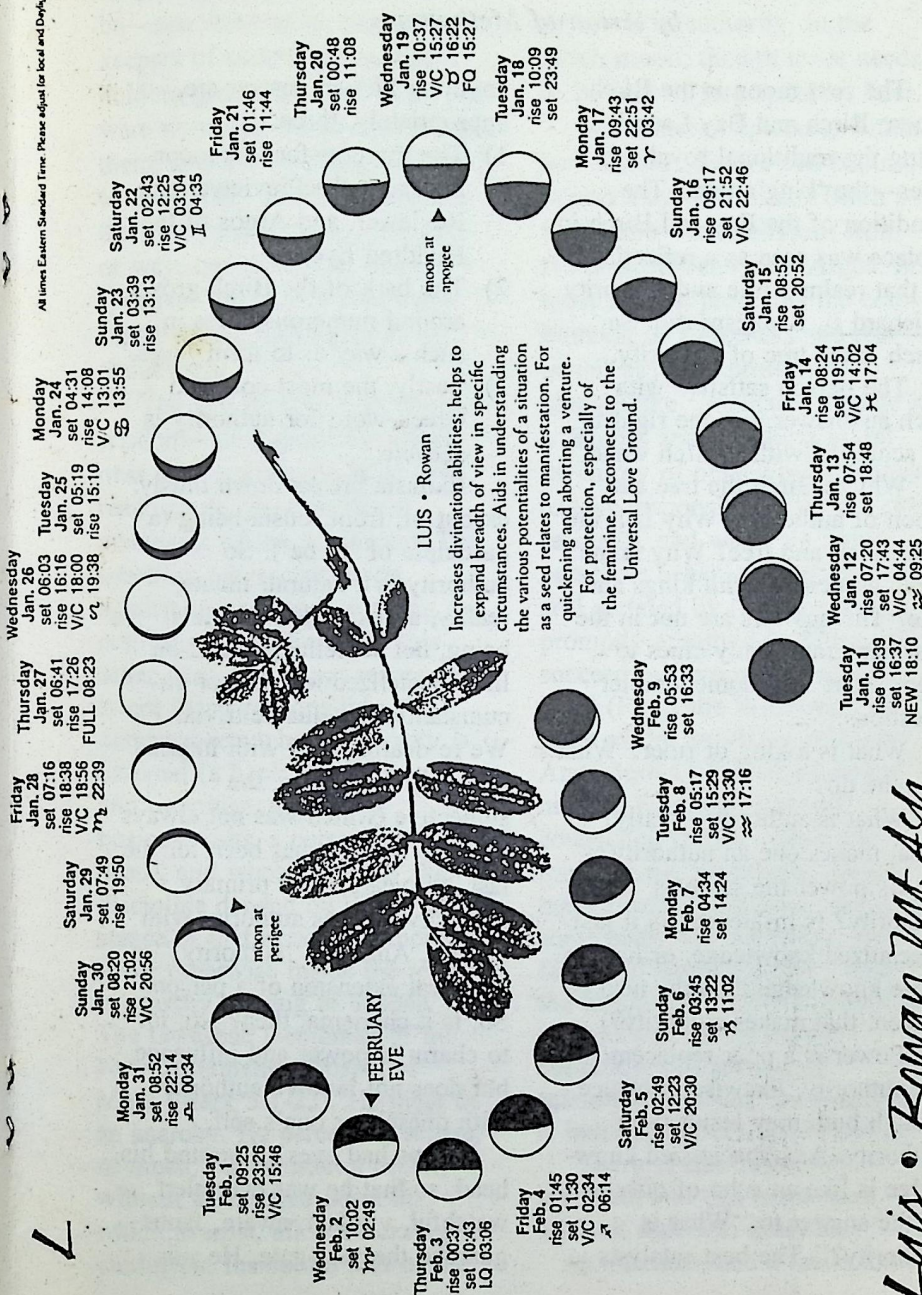 All times Eastern Standard Time. Please adjust for local and
L
Tuesday
Jan. 11
rise 06:39
set 16:37
NEW 18:10
Wednesday
Jan. 12
rise 07:20
set 17:43
V/C 04:44
♒ 09:25
Thursday
Jan. 13
rise 07:54
set 18:48
Friday
Jan. 14
rise 08:24
set 19:51
V/C 14:02
♓ 17:04
Saturday
Jan. 15
rise 08:52
set 20:52
Sunday
Jan. 16
rise 09:17
set 21:52
V/C 22:46
Monday
Jan. 17
rise 09:43
set 22:51
♈ 03:42
Tuesday
Jan. 18
rise 10:09
set 23:49
Wednesday
Jan. 19
rise 10:37
V/C 15:27
♉ 16:22
FQ 15:27
moon at
apogee
Thursday
Jan. 20
set 00:48
rise 11:08
Friday
Jan. 21
set 01:46
rise 11:44
Saturday
Jan. 22
set 02:43
rise 12:25
V/C 03:04
♊ 04:35
Sunday
Jan. 23
set 03:39
rise 13:13
Monday
Jan. 24
set 04:31
rise 14:08
V/C 13:01
♋ 13:55
Tuesday
Jan. 25
set 05:19
rise 15:10
Wednesday
Jan. 26
set 06:03
rise 16:16
V/C 18:00
♌ 19:38
Thursday
Jan. 27
set 06:41
rise 17:26
FULL 08:23
Friday
Jan. 28
set 07:16
rise 18:38
V/C 18:56
♍ 22:39
Saturday
Jan. 29
set 07:49
rise 19:50
moon at
perigee
Sunday
Jan. 30
set 08:20
rise 21:02
V/C 20:56
Monday
Jan. 31
set 08:52
rise 22:14
♎ 00:34
Tuesday
Feb. 1
set 09:25
rise 23:26
V/C 15:46
FEBRUARY
EVE
Wednesday
Feb. 2
set 10:02
♏ 02:49
Thursday
Feb. 3
rise 00:37
set 10:43
LQ 03:06
Friday
Feb. 4
rise 01:45
set 11:30
V/C 02:34
♐ 06:14
Saturday
Feb. 5
rise 02:49
set 12:23
V/C 20:30
Sunday
Feb. 6
rise 03:45
set 13:22
♑ 11:02
Monday
Feb. 7
rise 04:34
set 14:24
Tuesday
Feb. 8
rise 05:17
set 15:29
V/C 13:30
♒ 17:16
Wednesday
Feb. 9
rise 05:53
set 16:33
LUIS Rowan
Increases divination abilities; helps to
expand breadth of view in specific
circumstances. Aids in understanding
the various potentialities of a situation
as a seed relates to manifestation. For
quickening and aborting a venture.
For protection, especially of
the feminine. Reconnects to the
Universal Love Ground.
Luis • Rowan Mt Ash